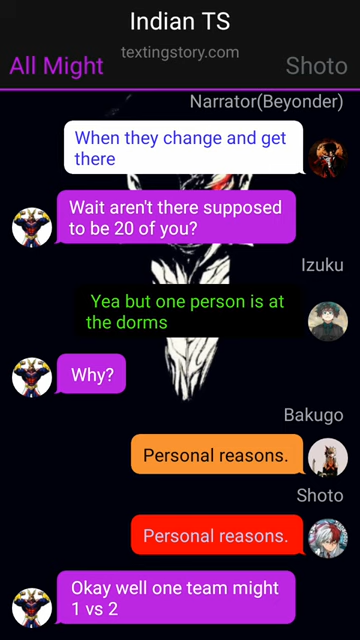 Indian TS
textingstory.com
All Might
Shoto
Narrator(Beyonder)
When they change and get
there
Wait aren't there supposed
to be 20 of you?
Izuku
Yea but one person is at
the dorms
Why?
Bakugo
Personal reasons.
Shoto
Personal reasons.
Okay well one team might
1 vs 2